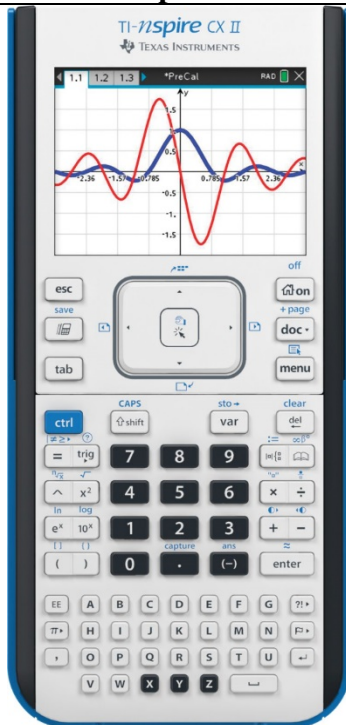 TI-nspire CX II
TEXAS INSTRUMENTS
1.1 1.2 1.3 *PreCal RAD
y
1.5
0.5
x
-2.36 -1.57 -0.785 0.785 1.57 2.36
-0.5
-1.
-1.5
off
esc on
save +page
doc
tab menu
CAPS sto→ clear
ctrl shift var del
≠≥▸ ? := ∞β°
= trig 7 8 9
ⁿ√x √ "∞"
^ x² 4 5 6 × ÷
ln log
eˣ 10ˣ 1 2 3 + −
[ ] { } capture ans ≈
( ) 0 . (−) enter
EE A B C D E F G ?!▸
π▸ H I J K L M N
, O P Q R S T U ↵
V W X Y Z